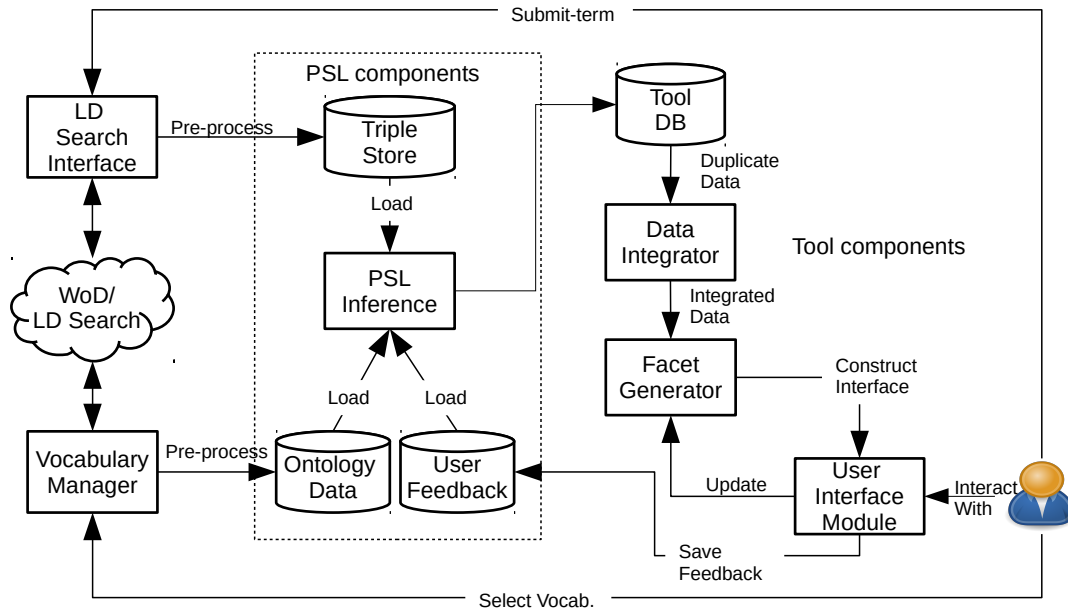 Submit-term
PSL components
LD
Search
Interface
Pre-process
Triple
Store
Load
Tool
DB
Duplicate
Data
Data
Integrator
Tool components
WoD/
LD Search
PSL
Inference
Integrated
Data
Facet
Generator
Construct
Interface
Load
Load
Vocabulary
Manager
Pre-process
Ontology
Data
User
Feedback
Update
User
Interface
Module
Interact
With
Save
Feedback
Select Vocab.